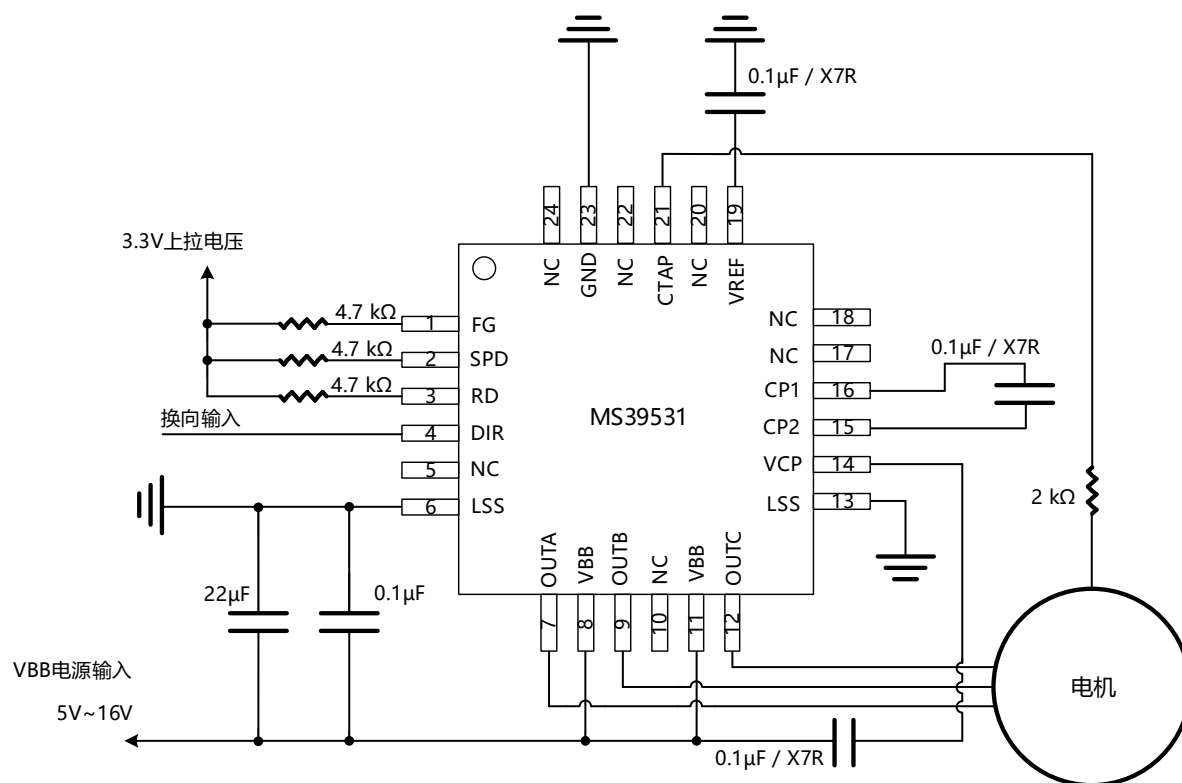 0.1μF / X7R
24
23
22
21
20
19
NC
GND
NC
CTAP
NC
VREF
3.3V上拉电压
4.7 kΩ
1
FG
4.7 kΩ
2
SPD
4.7 kΩ
3
RD
换向输入
4
DIR
5
NC
6
LSS
MS39531
NC
18
NC
17
0.1μF / X7R
CP1
16
CP2
15
VCP
14
LSS
13
2 kΩ
OUTA
VBB
OUTB
NC
VBB
OUTC
7
8
9
10
11
12
22μF
0.1μF
VBB电源输入
5V~16V
0.1μF / X7R
电机